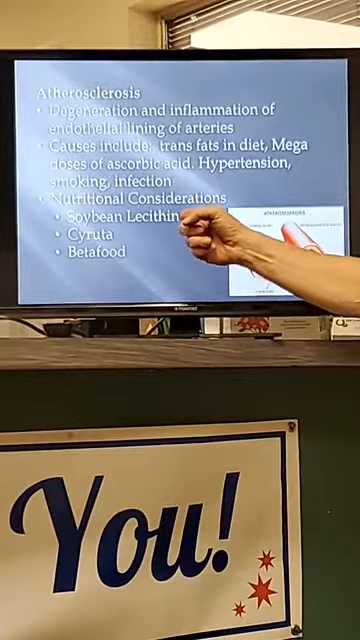 Atherosclerosis
• Degeneration and inflammation of
endothelial lining of arteries
• Causes include: trans fats in diet, Mega
doses of ascorbic acid. Hypertension,
smoking, infection
• Nutritional Considerations
• Soybean Lecithin
• Cyruta
• Betafood
ATHEROSCLEROSIS
POLAROID
You!